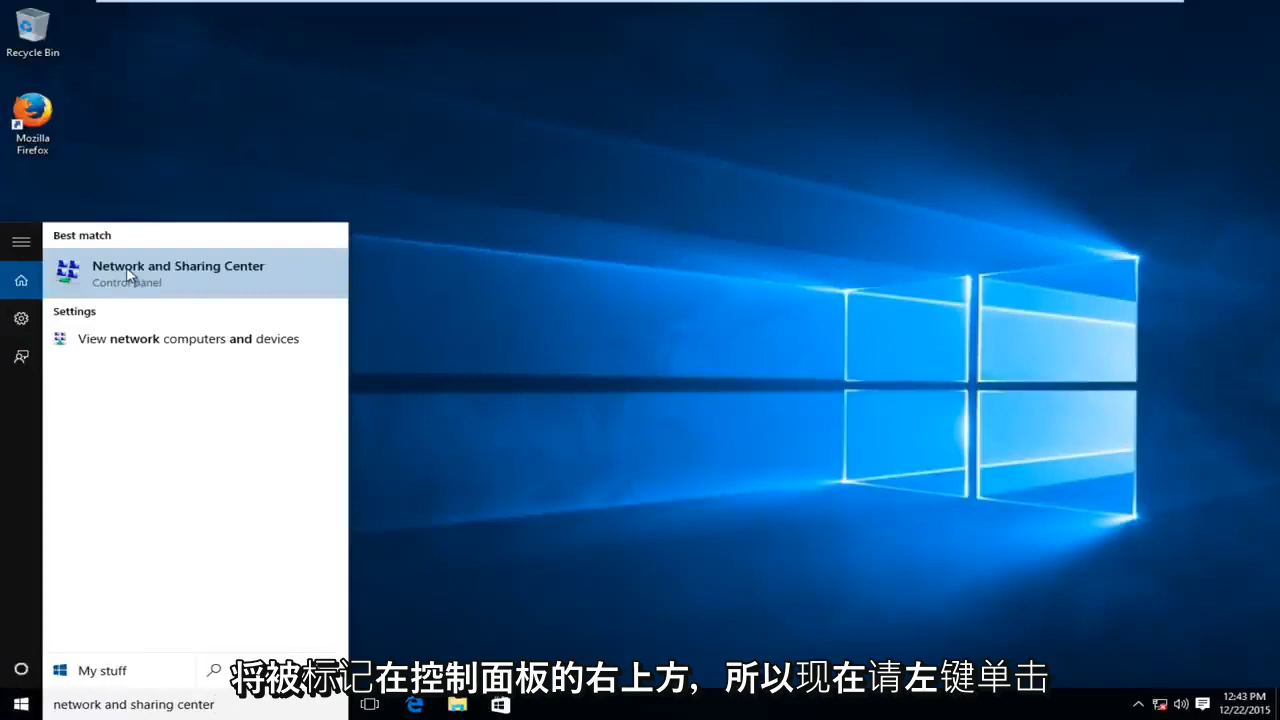 Recycle Bin
Mozilla
Firefox
Best match
Network and Sharing Center
Control panel
Settings
View network computers and devices
My stuff
将被标记在控制面板的右上方，所以现在请左键单击
network and sharing center
12:43 PM
12/22/2015